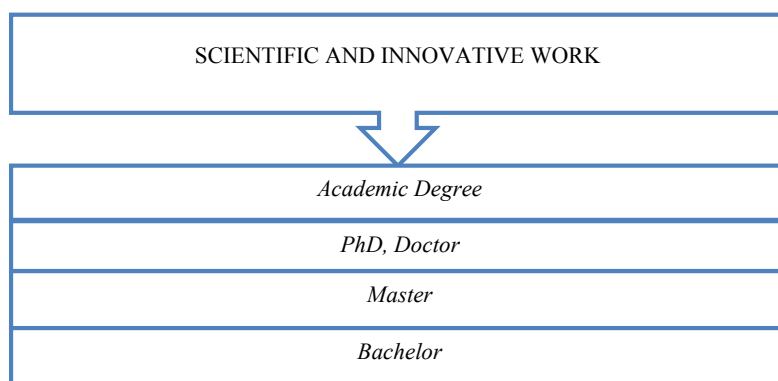 SCIENTIFIC AND INNOVATIVE WORK
Academic Degree
PhD, Doctor
Master
Bachelor